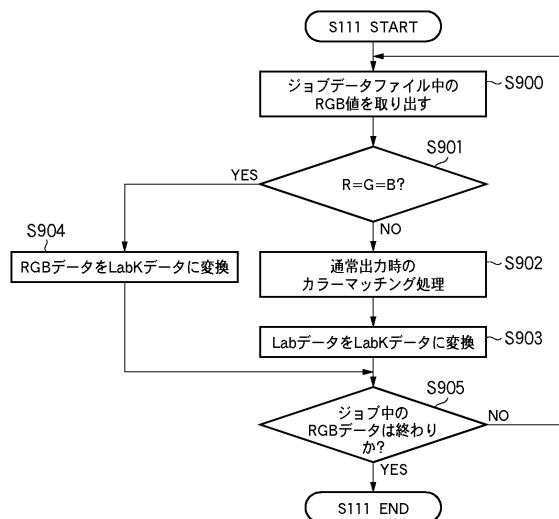 S111 START
ジョブデータファイル中の
RGB値を取り出す
S900
S901
R=G=B?
YES
NO
S904
RGBデータをLabKデータに変換
通常出力時の
カラーマッチング処理
S902
LabデータをLabKデータに変換
S903
S905
ジョブ中の
RGBデータは終わり
か?
NO
YES
S111 END